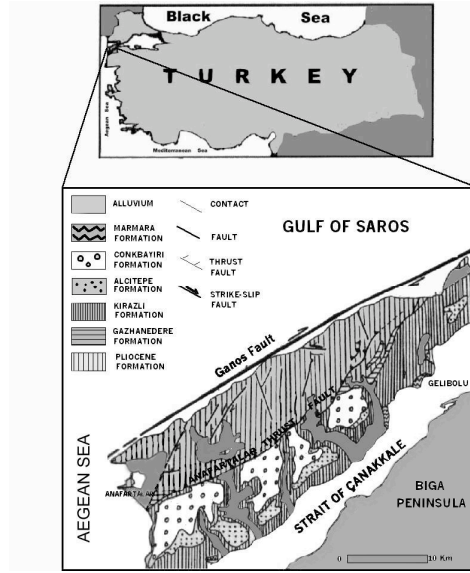 Black Sea
TURKEY
Aegean Sea
Mediterranean Sea
ALLUVIUM
CONTACT
MARMARA
FORMATION
FAULT
CONKBAYIRI
FORMATION
THRUST
FAULT
ALCITEPE
FORMATION
STRIKE-SLIP
FAULT
KIRAZLI
FORMATION
GAZHANEDERE
FORMATION
PLIOCENE
FORMATION
GULF OF SAROS
Ganos Fault
GELIBOLU
ANAFARTALAR THRUST FAULT
ANAFARTALAR
AEGEAN SEA
STRAIT OF ÇANAKKALE
BIGA
PENINSULA
0 10 Km